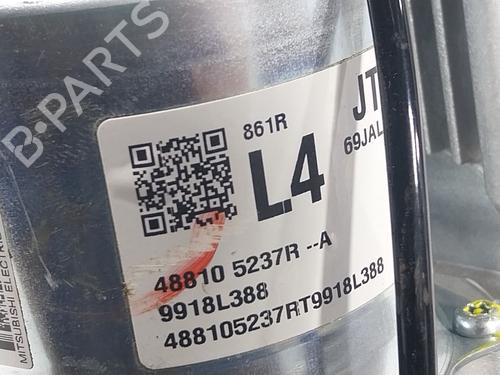 B-PARTS
861R
JT
L4
69JAL
48810 5237R --A
9918L388
488105237RT9918L388
MITSUBISHI ELECTRIC